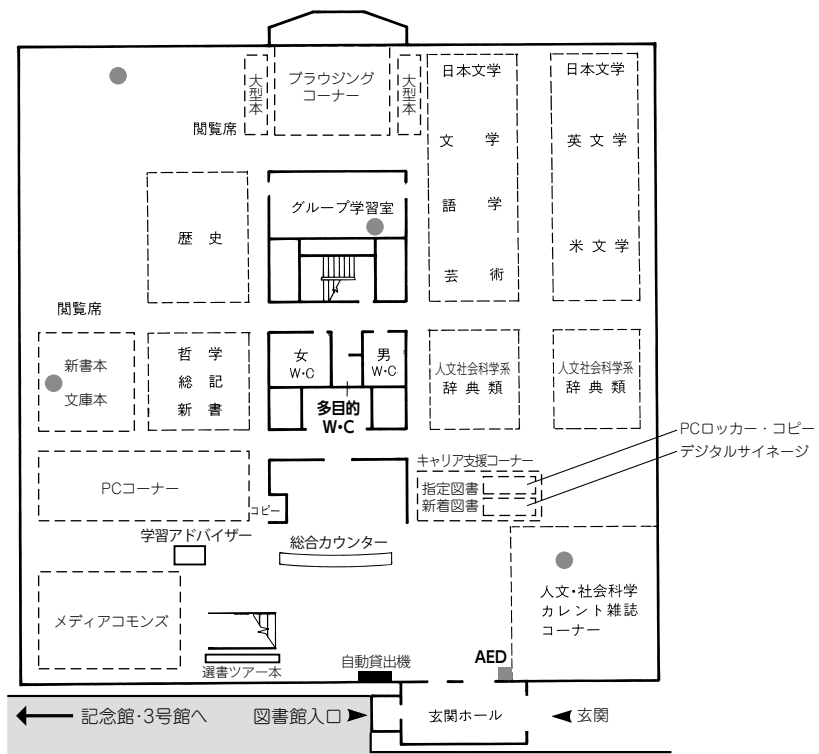 大型本
ブラウジング
コーナー
大型本
日本文学
日本文学
閲覧席
文 学
英 文 学
グループ学習室
語 学
歴 史
芸 術
米 文 学
閲覧席
新書本
文庫本
哲 学
総 記
新 書
女
W・C
男
W・C
多目的
W・C
人文社会科学系
辞 典 類
人文社会科学系
辞 典 類
PCロッカー・コピー
デジタルサイネージ
キャリア支援コーナー
指定図書
新着図書
PCコーナー
コピー
学習アドバイザー
総合カウンター
人文・社会科学
カレント雑誌
コーナー
メディアコモンズ
選書ツアー本
自動貸出機
AED
記念館・3号館へ
図書館入口
玄関ホール
玄関